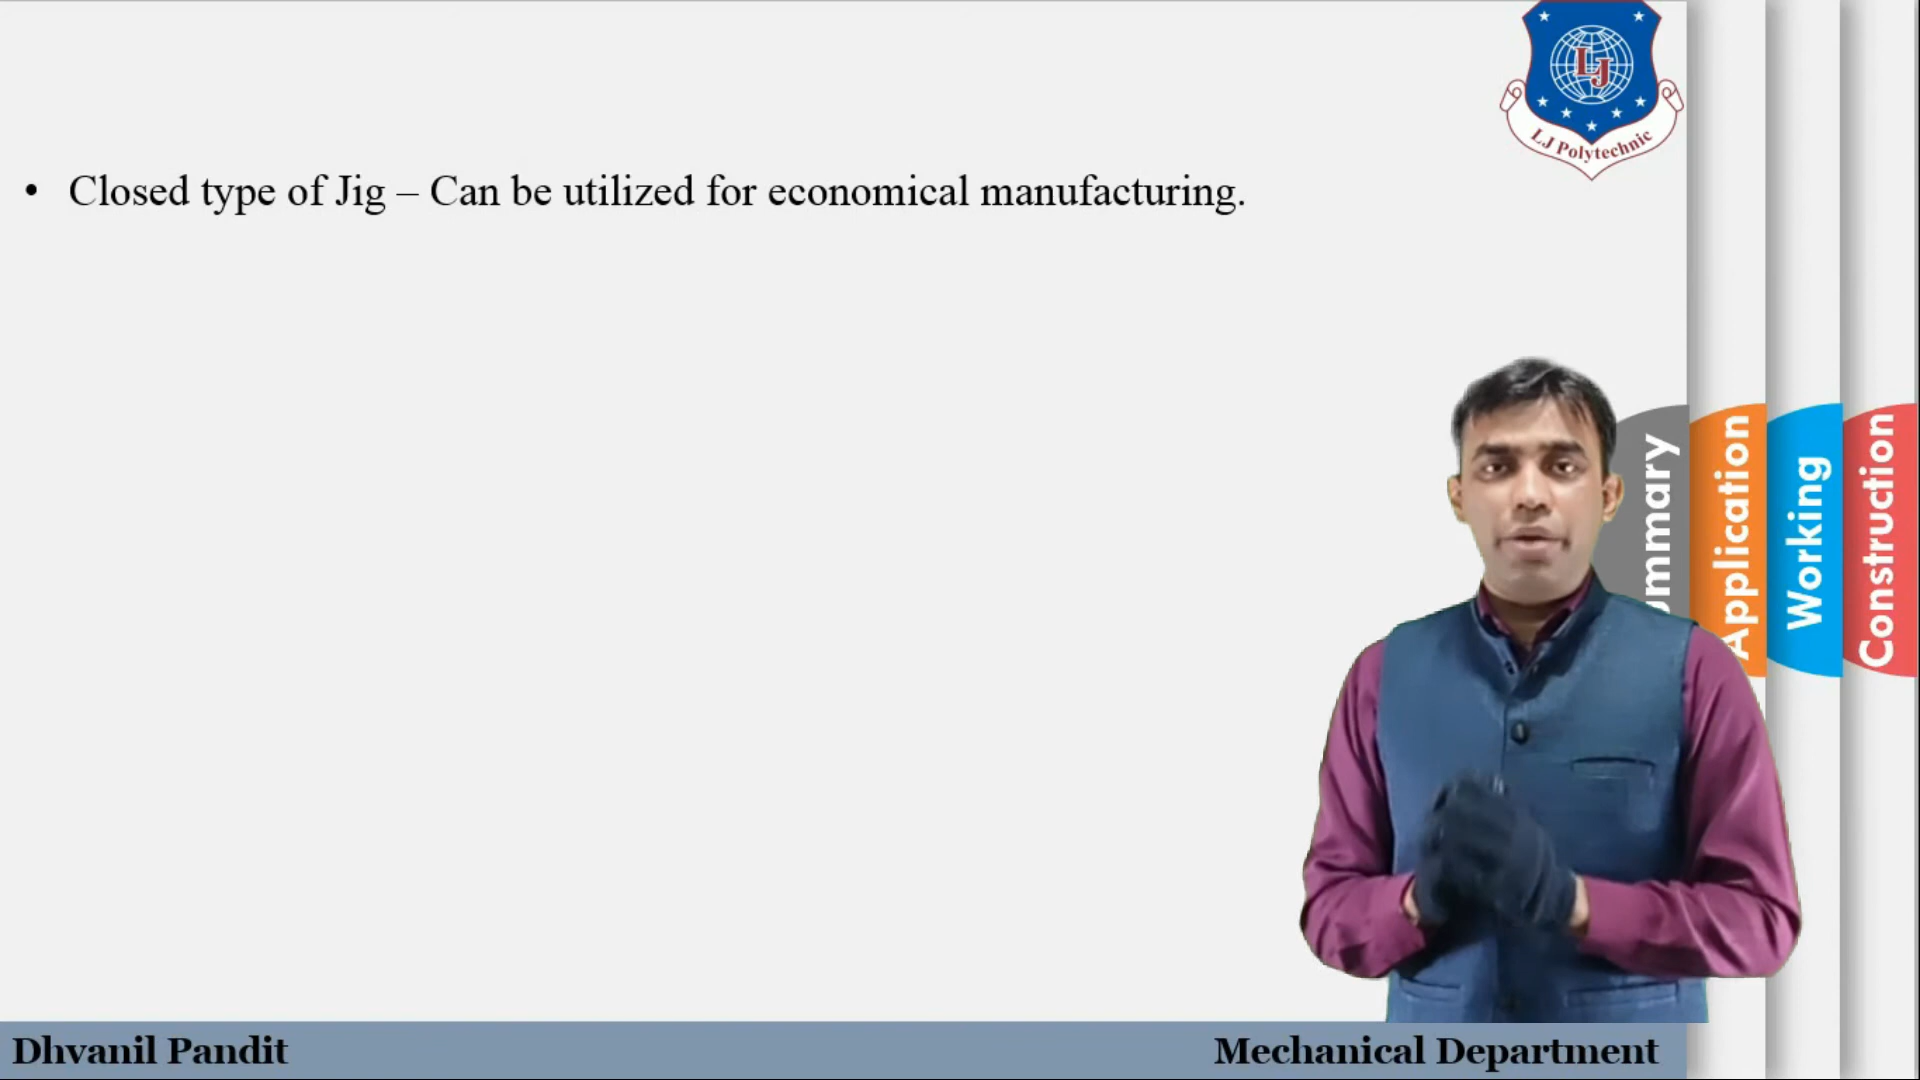 LJ
LJ Polytechnic
• Closed type of Jig – Can be utilized for economical manufacturing.
Application
Working
Construction
Dhvanil Pandit
Mechanical Department